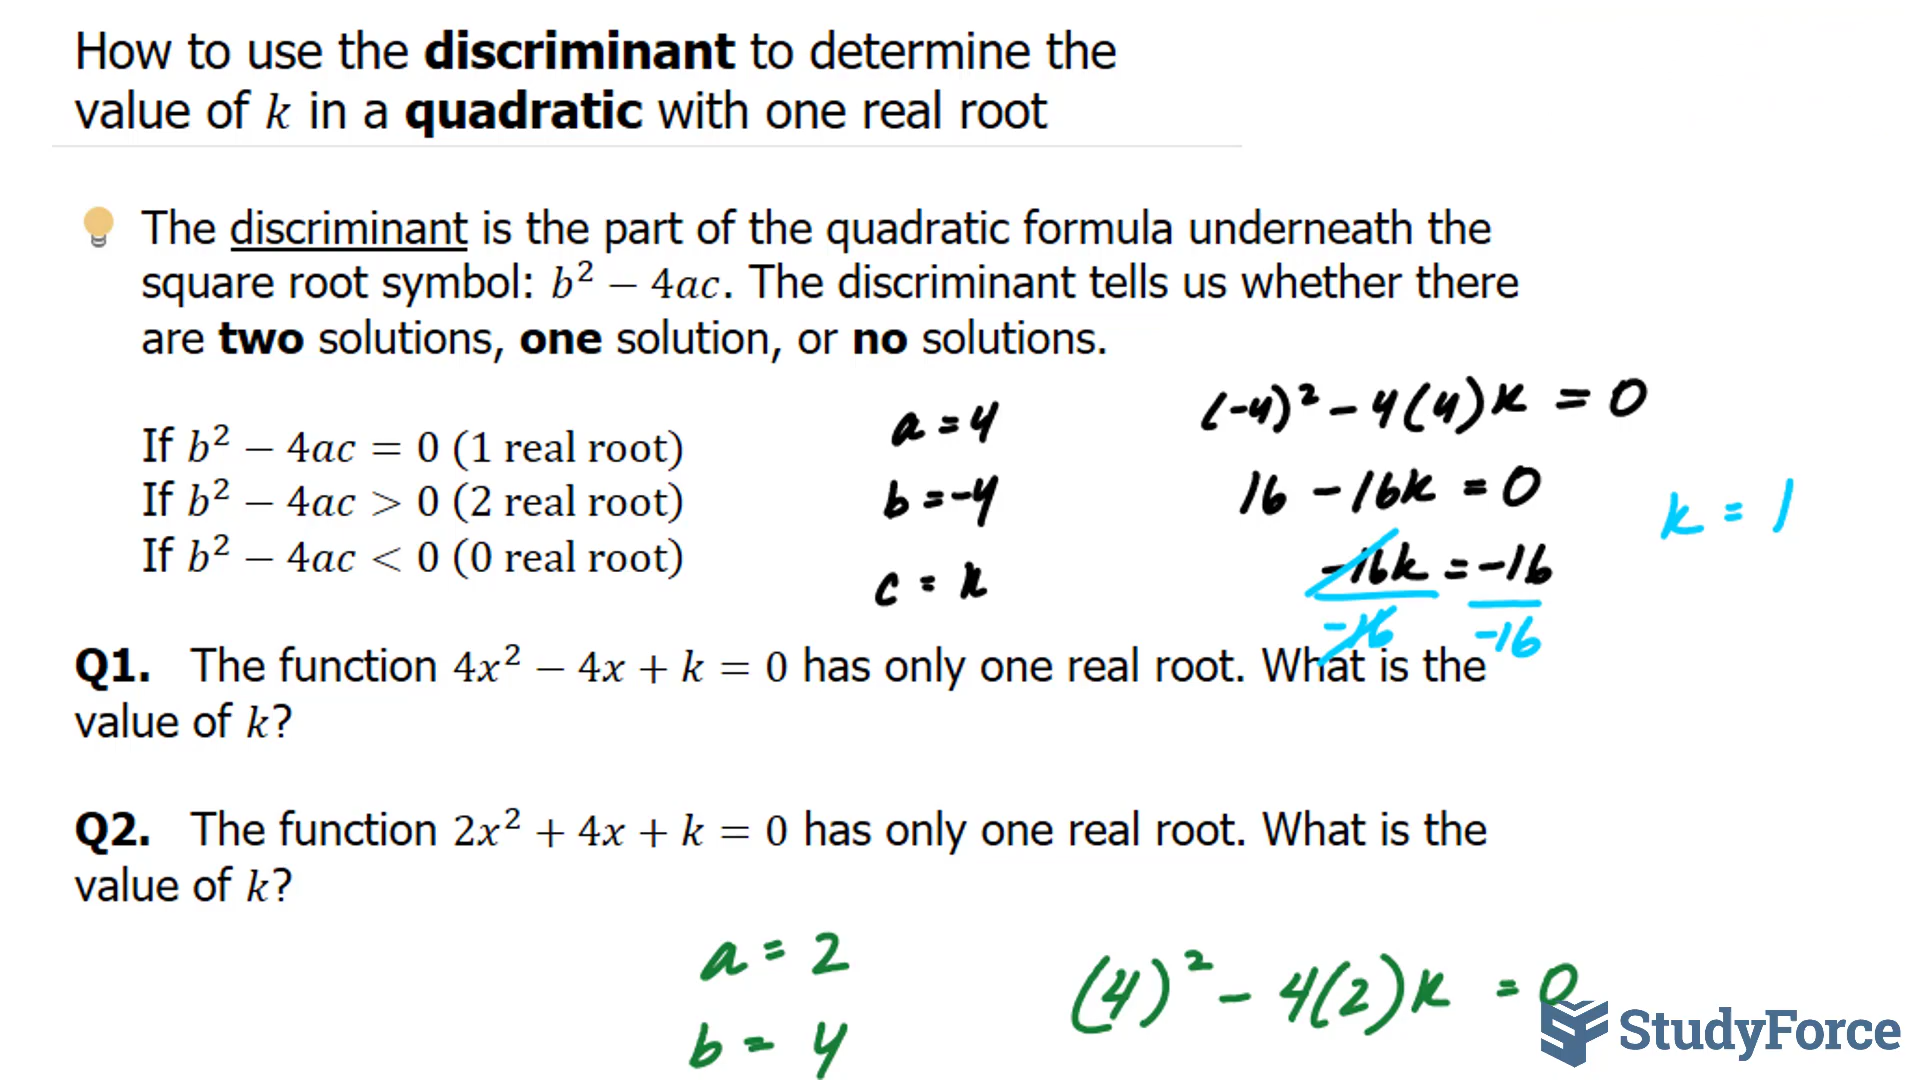 How to use the discriminant to determine the
value of k in a quadratic with one real root
The discriminant is the part of the quadratic formula underneath the
square root symbol: b² − 4ac. The discriminant tells us whether there
are two solutions, one solution, or no solutions.
If b² − 4ac = 0 (1 real root)
If b² − 4ac > 0 (2 real root)
If b² − 4ac < 0 (0 real root)
a = 4
b = -4
c = k
(-4)² - 4(4)k = 0
16 - 16k = 0
-16k = -16
-16 -16
k = 1
Q1. The function 4x² − 4x + k = 0 has only one real root. What is the
value of k?
Q2. The function 2x² + 4x + k = 0 has only one real root. What is the
value of k?
a = 2
b = 4
(4)² - 4(2)k = 0
StudyForce